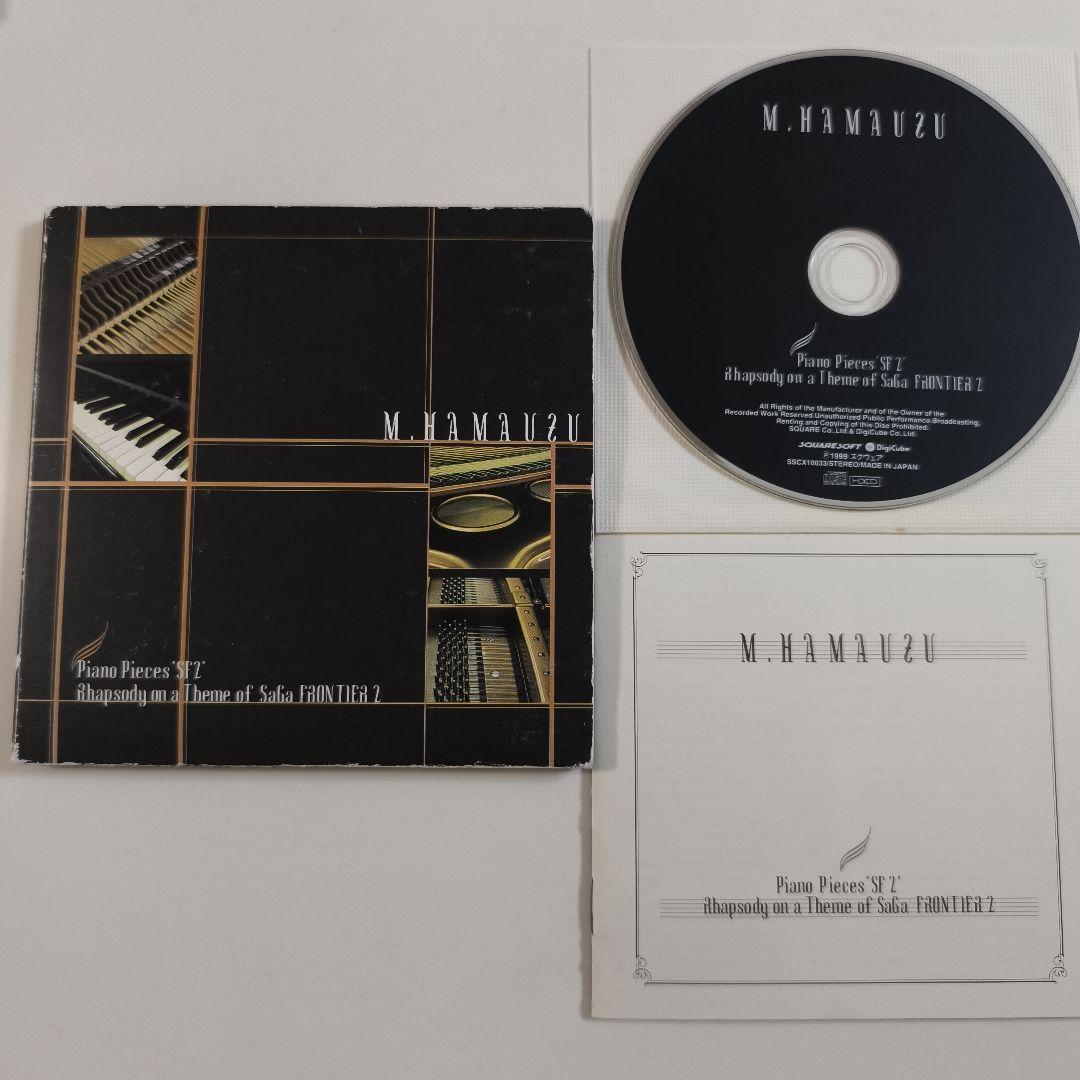 M.HAMAUZU
Piano Pieces "SF2"
Rhapsody on a Theme of SaGa FRONTIER 2
M.HAMAUZU
Piano Pieces "SF2"
Rhapsody on a Theme of SaGa FRONTIER 2
All Rights of the Manufacturer and of the Owner of the
Recorded Work Reserved.Unauthorized Public Performance.Broadcasting,
Renting and Copying of this Disc Prohibited.
SQUARE Co.,Ltd & DigiCube Co.,Ltd.
SQUARESOFT DigiCube
℗ 1999 スクウェア
SSCX10033/STEREO/MADE IN JAPAN
HDCD
M.HAMAUZU
Piano Pieces "SF2"
Rhapsody on a Theme of SaGa FRONTIER 2